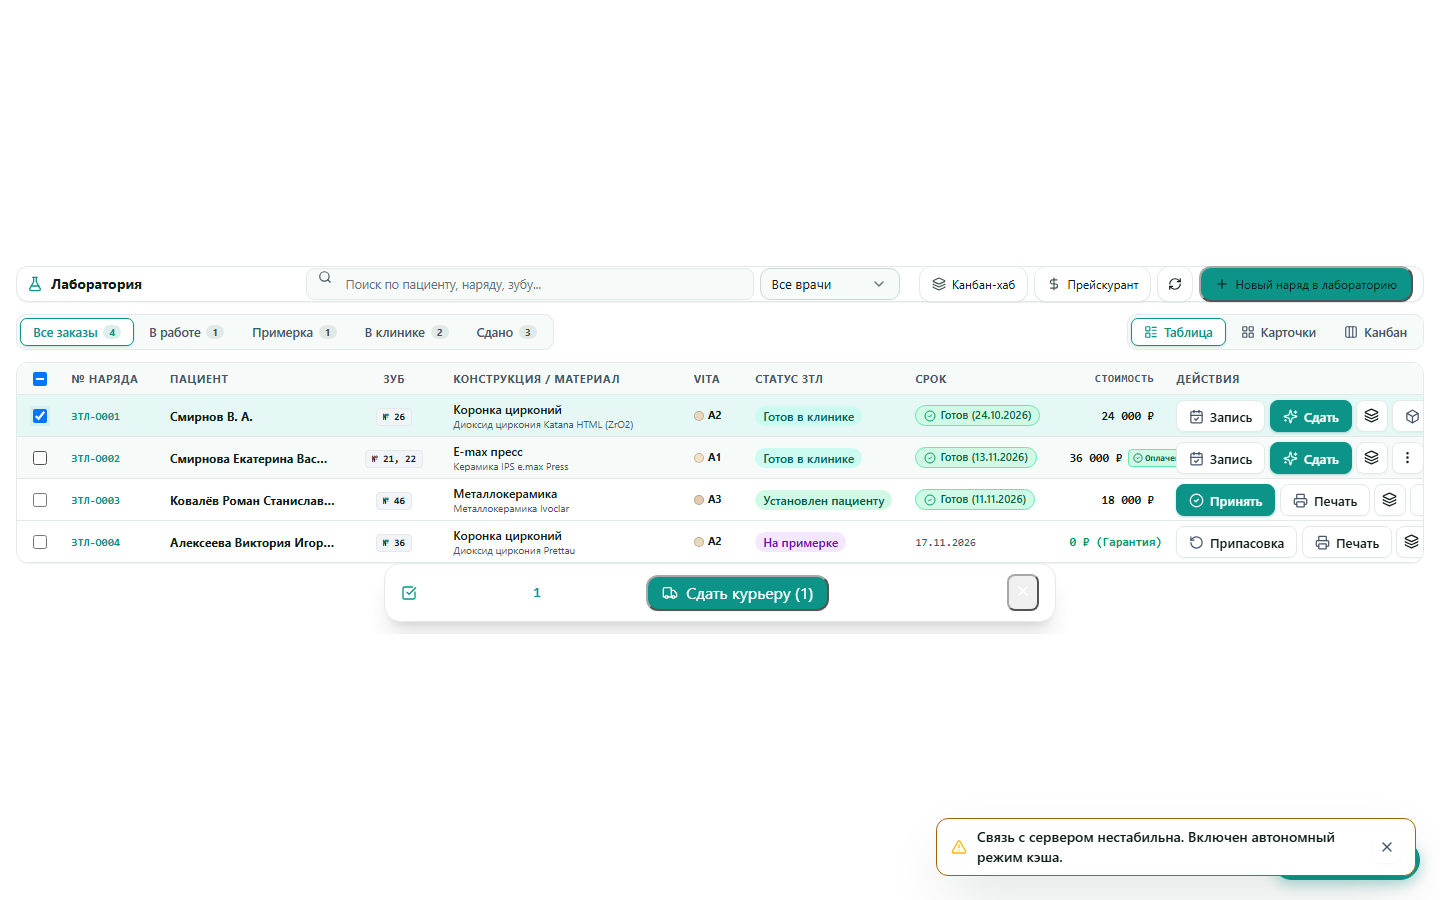 Лаборатория
Поиск по пациенту, наряду, зубу...
Все врачи
Канбан-хаб
Прейскурант
Новый наряд в лабораторию
Все заказы 4
В работе 1
Примерка 1
В клинике 2
Сдано 3
Таблица
Карточки
Канбан
№ НАРЯДА ПАЦИЕНТ ЗУБ КОНСТРУКЦИЯ / МАТЕРИАЛ VITA СТАТУС ЗТЛ СРОК СТОИМОСТЬ ДЕЙСТВИЯ
ЗТЛ-0001 Смирнов В. А. № 26 Коронка цирконий A2 Готов в клинике Готов (24.10.2026) 24 000 ₽ Запись Сдать
Диоксид циркония Katana HTML (ZrO2)
ЗТЛ-0002 Смирнова Екатерина Вас... № 21, 22 E-max пресс A1 Готов в клинике Готов (13.11.2026) 36 000 ₽ Запись Сдать
Керамика IPS e.max Press
ЗТЛ-0003 Ковалёв Роман Станислав... № 46 Металлокерамика A3 Установлен пациенту Готов (11.11.2026) 18 000 ₽ Принять Печать
Металлокерамика Ivoclar
ЗТЛ-0004 Алексеева Виктория Игор... № 36 Коронка цирконий A2 На примерке 17.11.2026 0 ₽ (Гарантия) Припасовка Печать
Диоксид циркония Prettau
1
Сдать курьеру (1)
Связь с сервером нестабильна. Включен автономный
режим кэша.